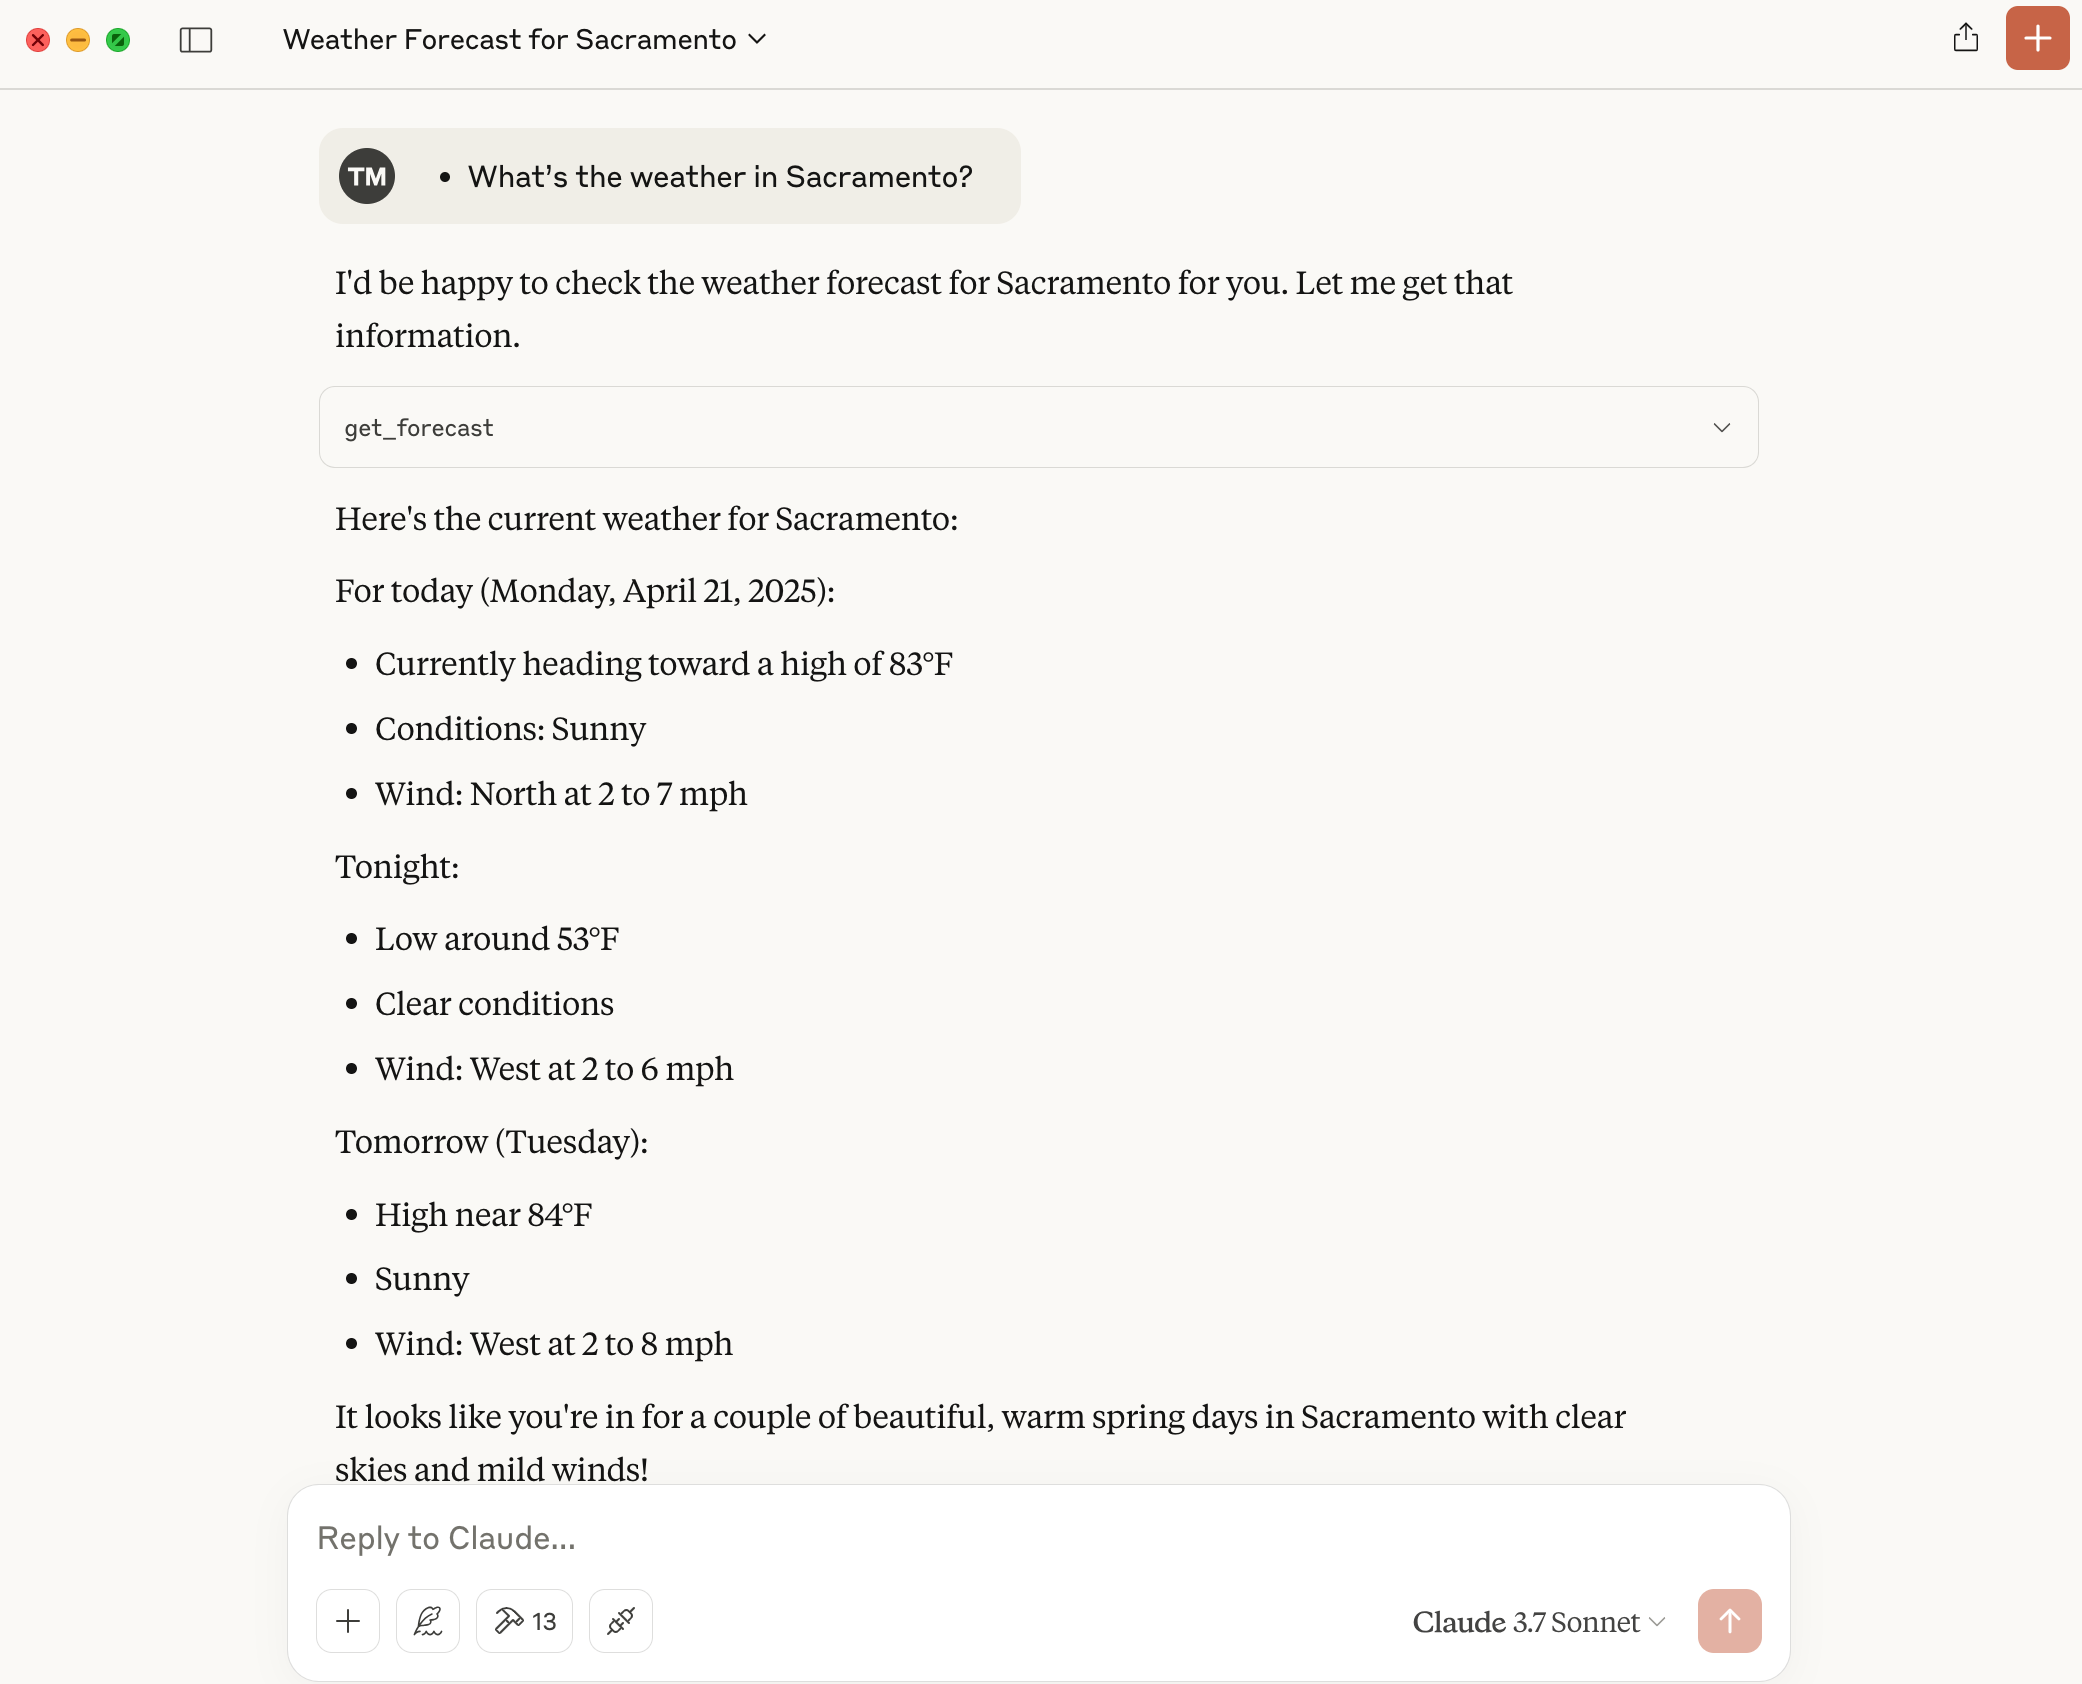 Weather Forecast for Sacramento
TM
• What’s the weather in Sacramento?
I'd be happy to check the weather forecast for Sacramento for you. Let me get that
information.
get_forecast
Here's the current weather for Sacramento:
For today (Monday, April 21, 2025):
• Currently heading toward a high of 83°F
• Conditions: Sunny
• Wind: North at 2 to 7 mph
Tonight:
• Low around 53°F
• Clear conditions
• Wind: West at 2 to 6 mph
Tomorrow (Tuesday):
• High near 84°F
• Sunny
• Wind: West at 2 to 8 mph
It looks like you're in for a couple of beautiful, warm spring days in Sacramento with clear
skies and mild winds!
Reply to Claude...
13
Claude 3.7 Sonnet